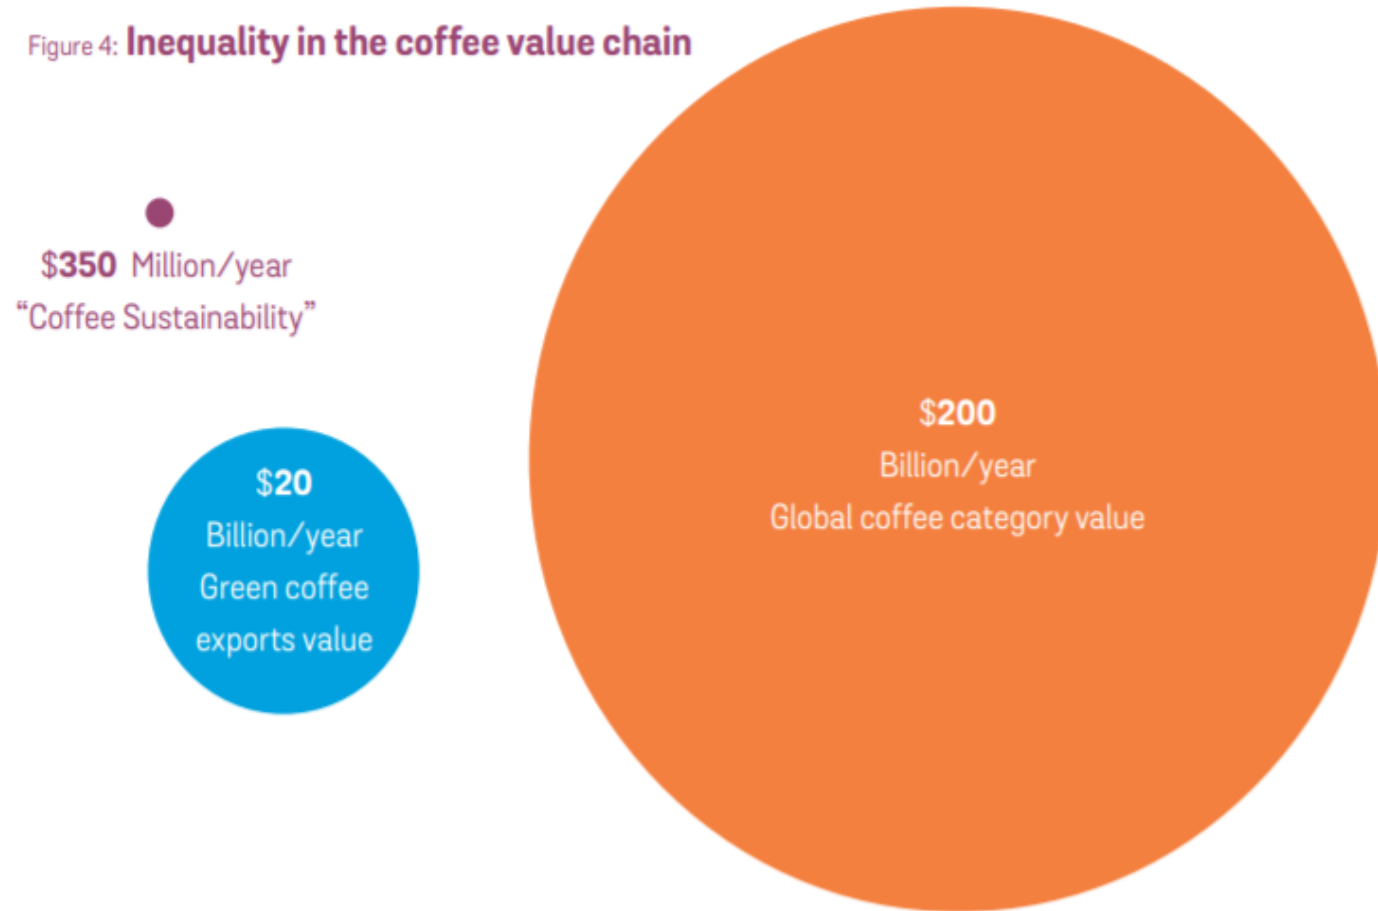 Figure 4: Inequality in the coffee value chain
$350 Million/year
“Coffee Sustainability”
$20
Billion/year
Green coffee
exports value
$200
Billion/year
Global coffee category value